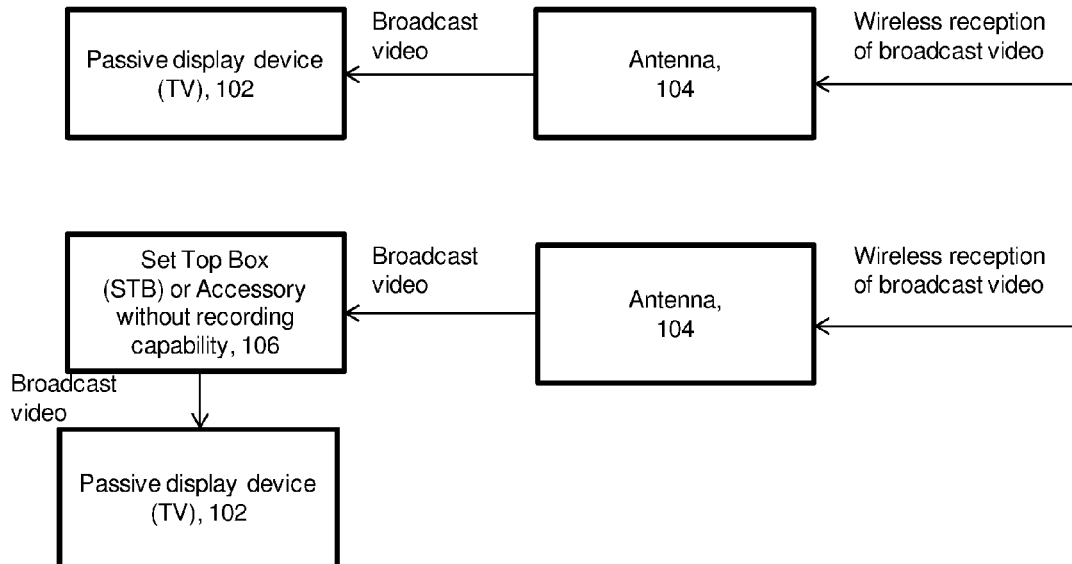 Broadcast
video
Wireless reception
of broadcast video
Passive display device
(TV), 102
Antenna,
104
Set Top Box
(STB) or Accessory
without recording
capability, 106
Broadcast
video
Antenna,
104
Wireless reception
of broadcast video
Broadcast
video
Passive display device
(TV), 102